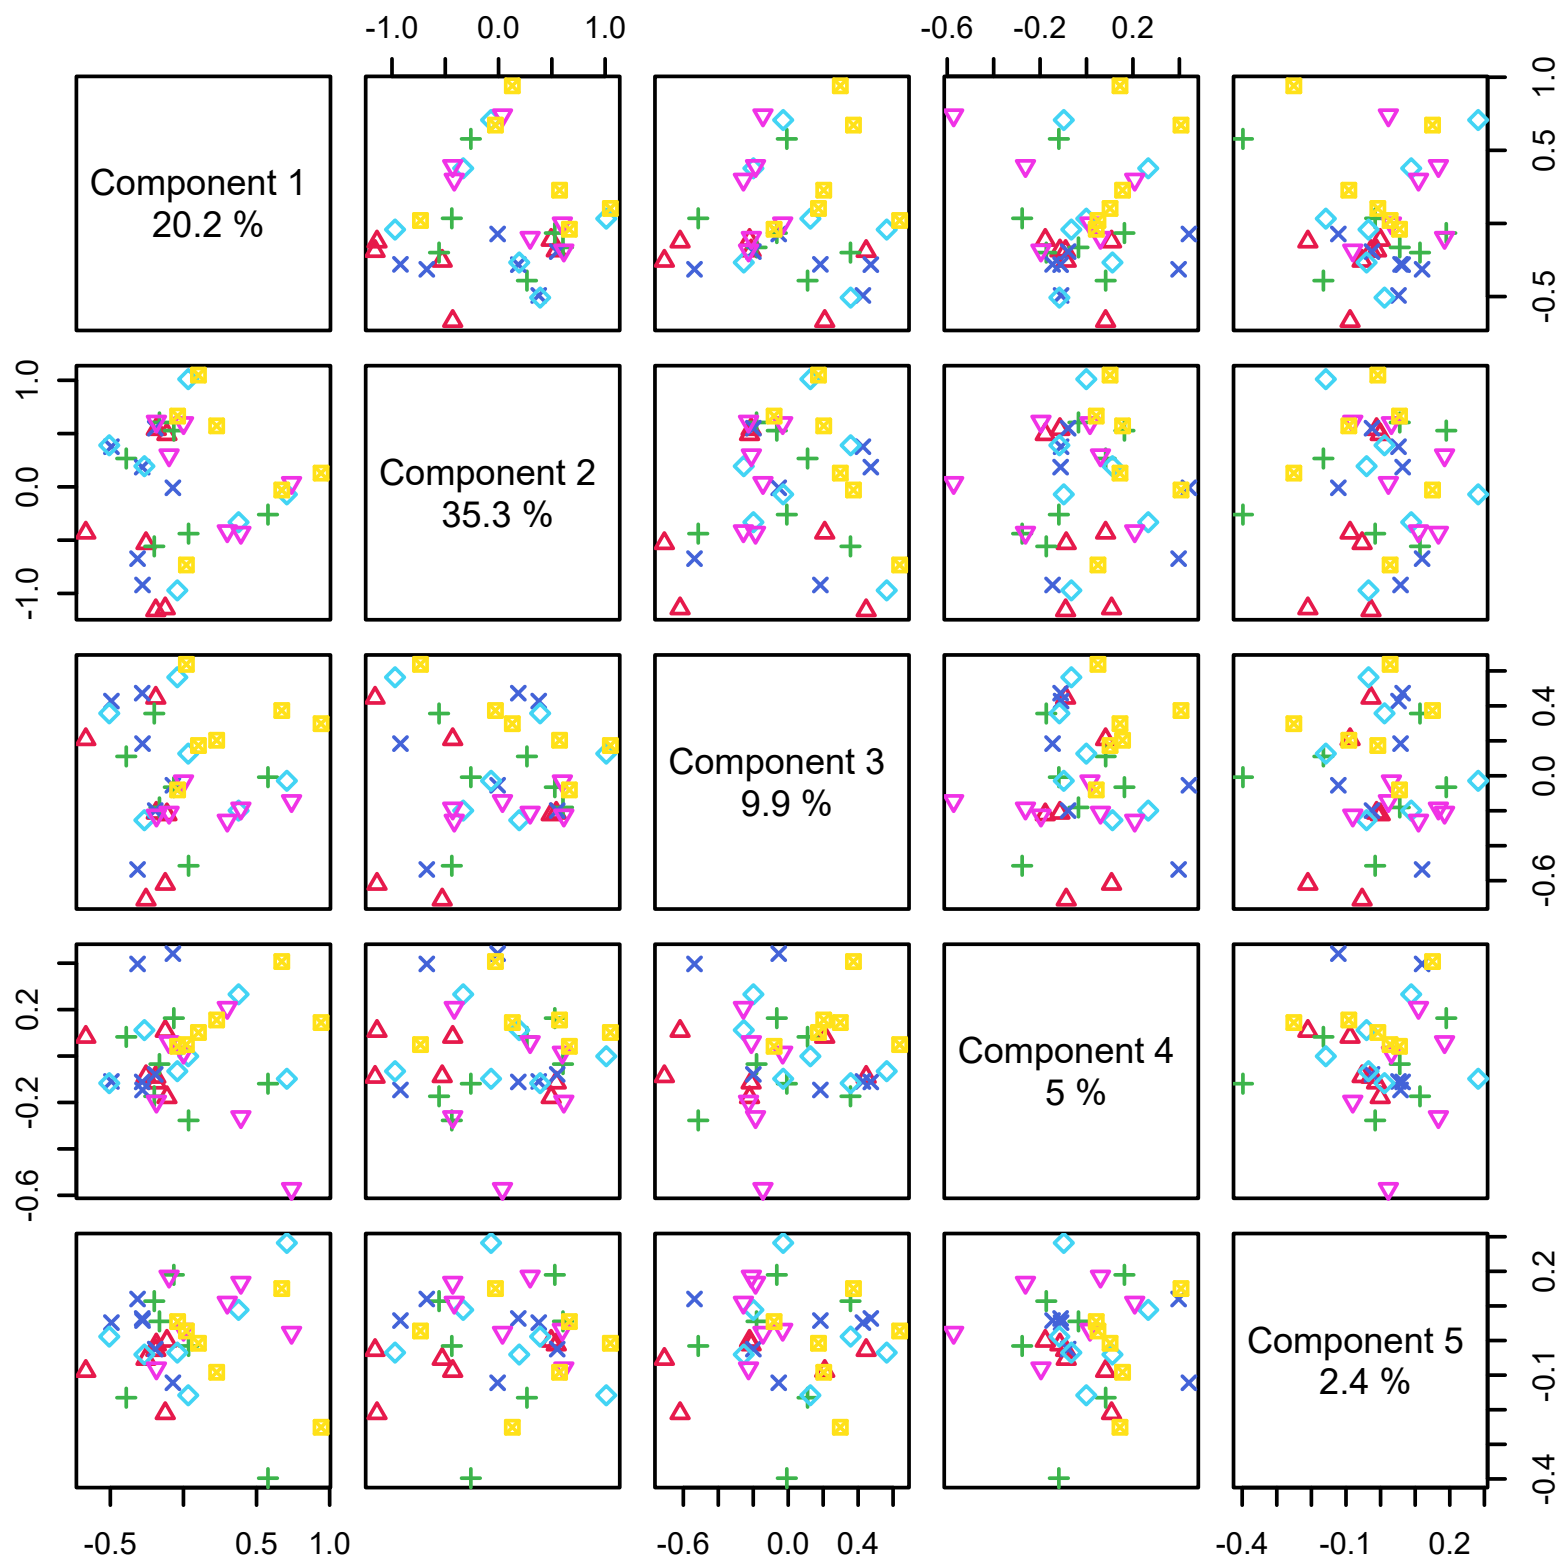 -1.0 0.0 1.0 -0.6 -0.2 0.2
Component 1
20.2 %
-0.5 0.5 1.0
-1.0 0.0 1.0
Component 2
35.3 %
Component 3
9.9 %
-0.6 0.0 0.4
-0.6 -0.2 0.2
Component 4
5 %
Component 5
2.4 %
-0.4 -0.1 0.2
-0.5 0.5 1.0 -0.6 0.0 0.4 -0.4 -0.1 0.2